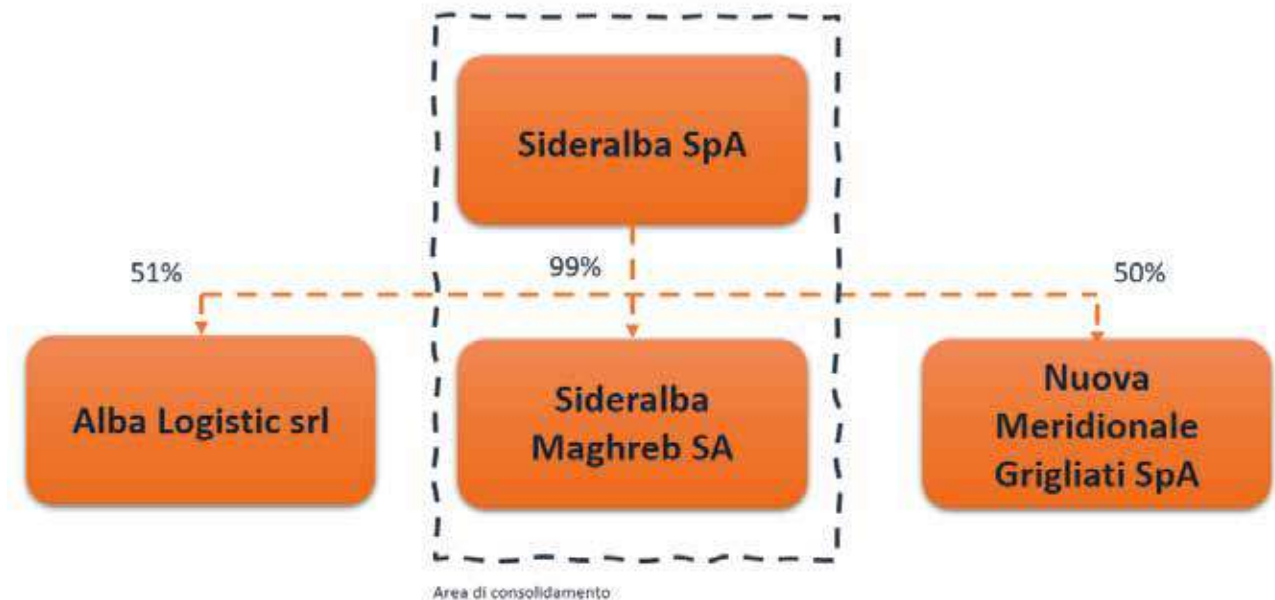 Sideralba SpA
51%
99%
50%
Alba Logistic srl
Sideralba
Maghreb SA
Nuova
Meridionale
Grigliati SpA
Area di consolidamento